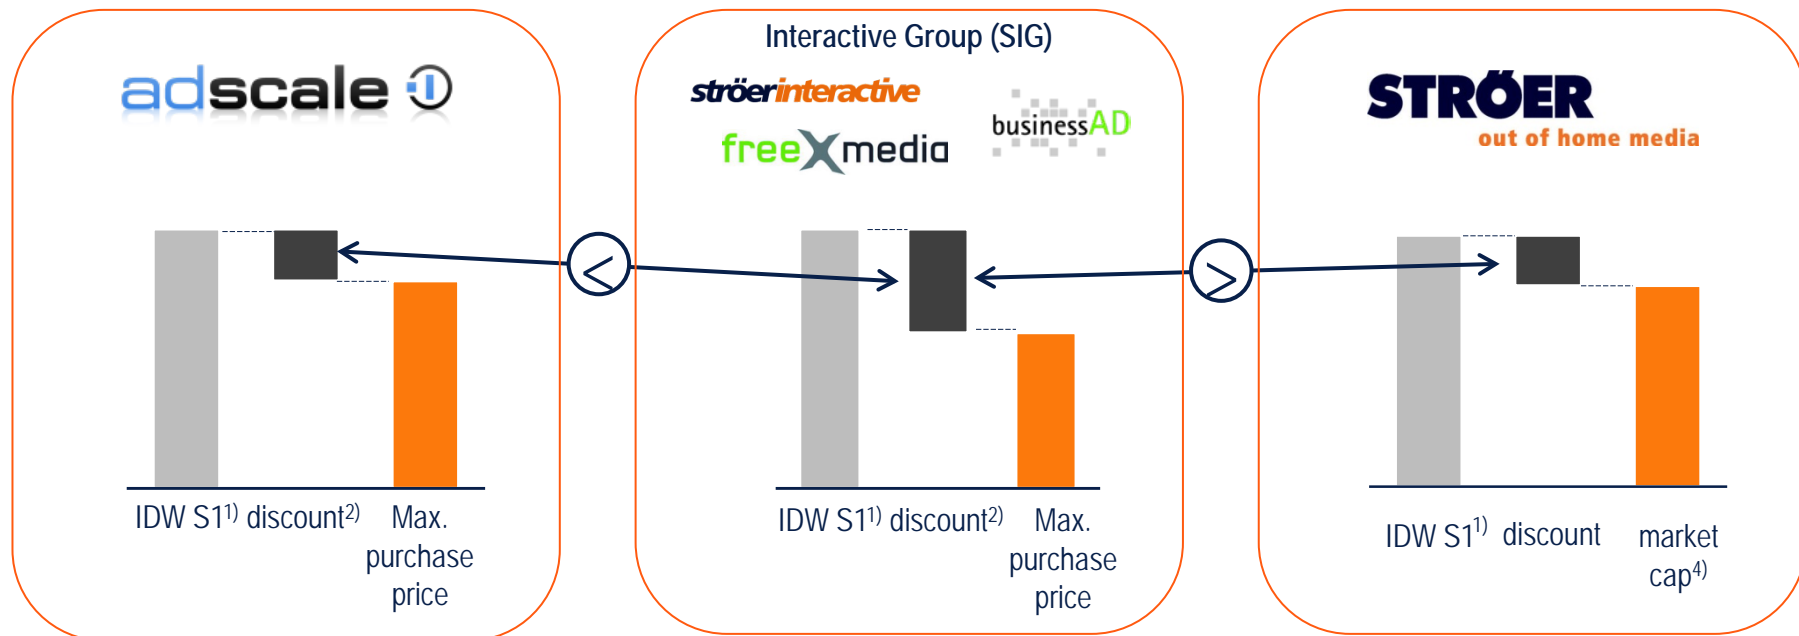 adscale
IDW S1¹⁾ discount²⁾ Max.
purchase
price
Interactive Group (SIG)
ströerinteractive
businessAD
freeXmedia
<
IDW S1¹⁾ discount²⁾ Max.
purchase
price
>
STRÖER
out of home media
IDW S1¹⁾ discount market
cap⁴⁾